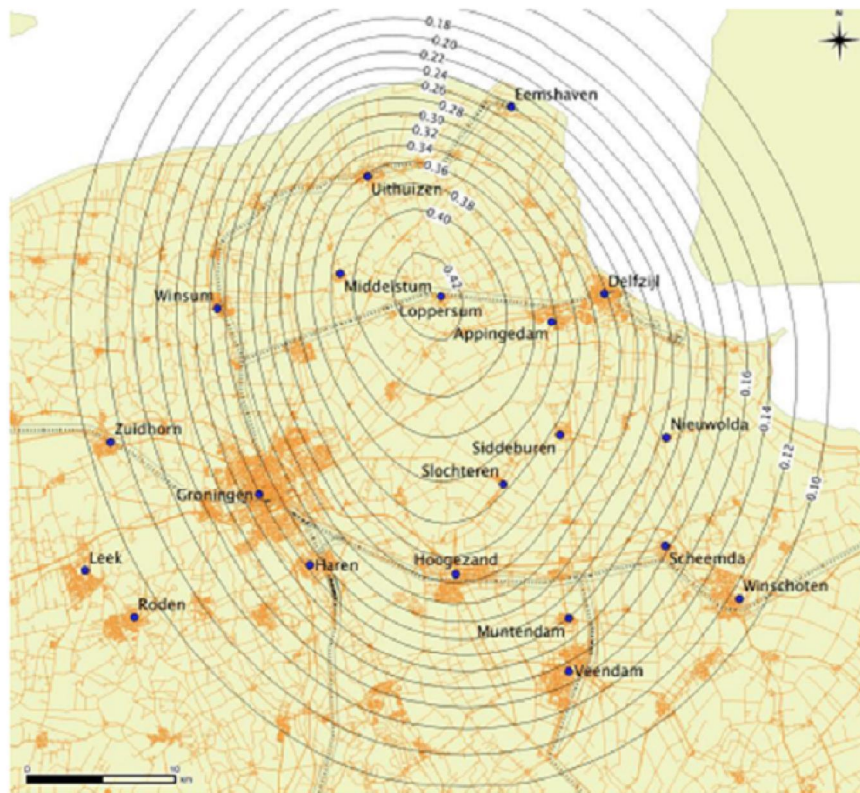 0.18
N
0.20
0.22
0.24
0.26
Eemshaven
0.28
0.30
0.32
0.34
0.36
Uithuizen
0.38
0.40
Delfzijl
0.42
Middelstum
Winsum
Loppersum
Appingedam
0.16
0.14
Zuidhorn
Nieuwolda
Siddeburen
0.12
Slochteren
0.10
Groningen
Leek
Haren
Hoogezand
Scheemda
Winschoten
Roden
Muntendam
Veendam
0
10
km